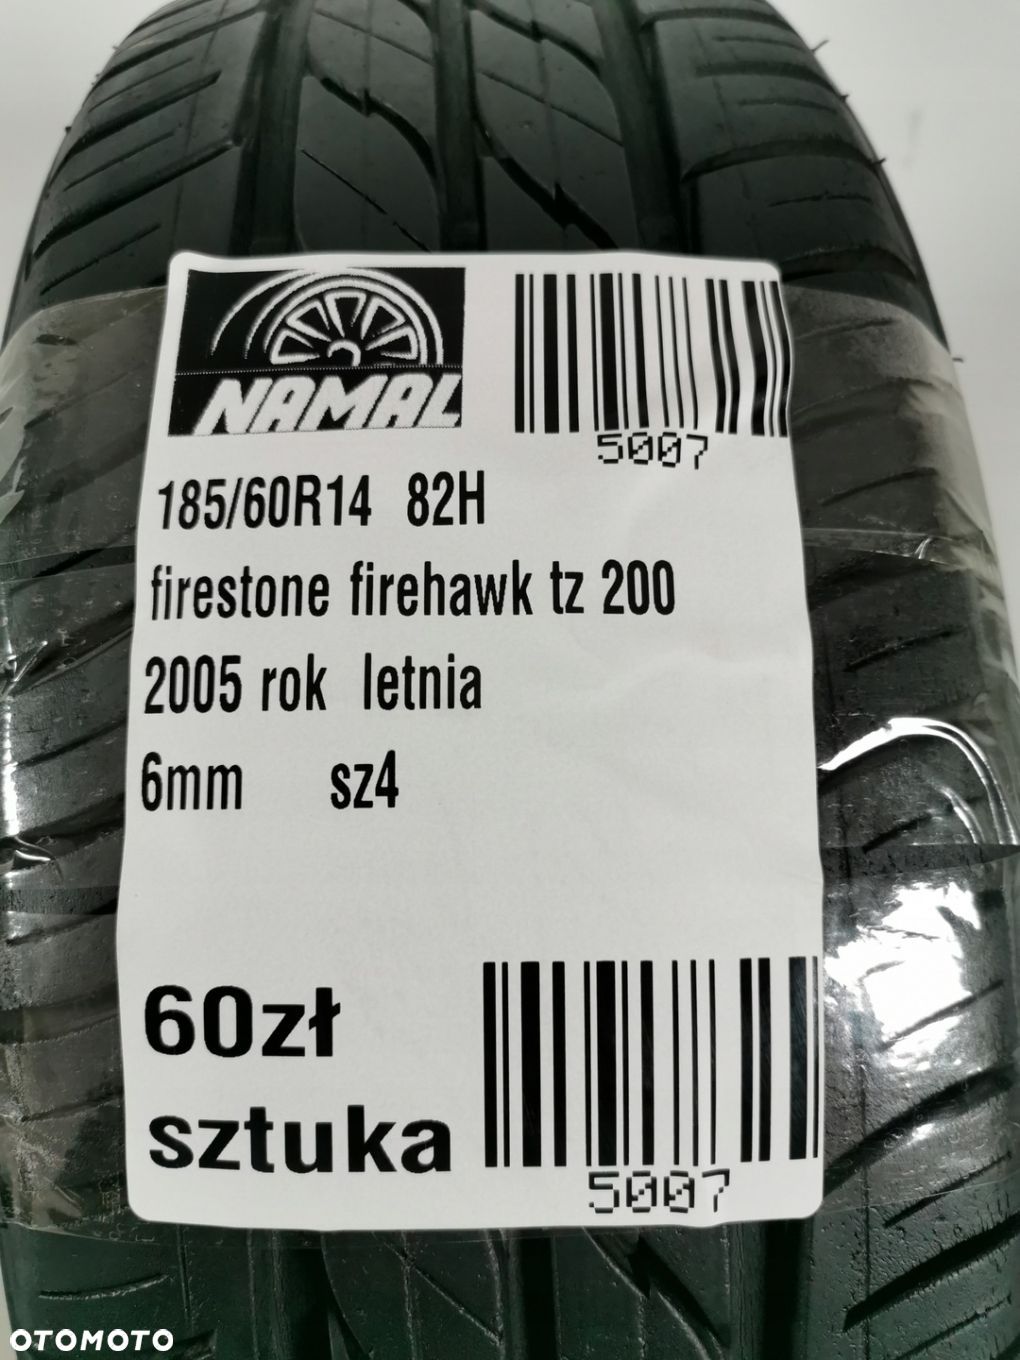 NAMAL
5007
185/60R14 82H
firestone firehawk tz 200
2005 rok letnia
6mm sz4
60zł
sztuka
5007
OTOMOTO